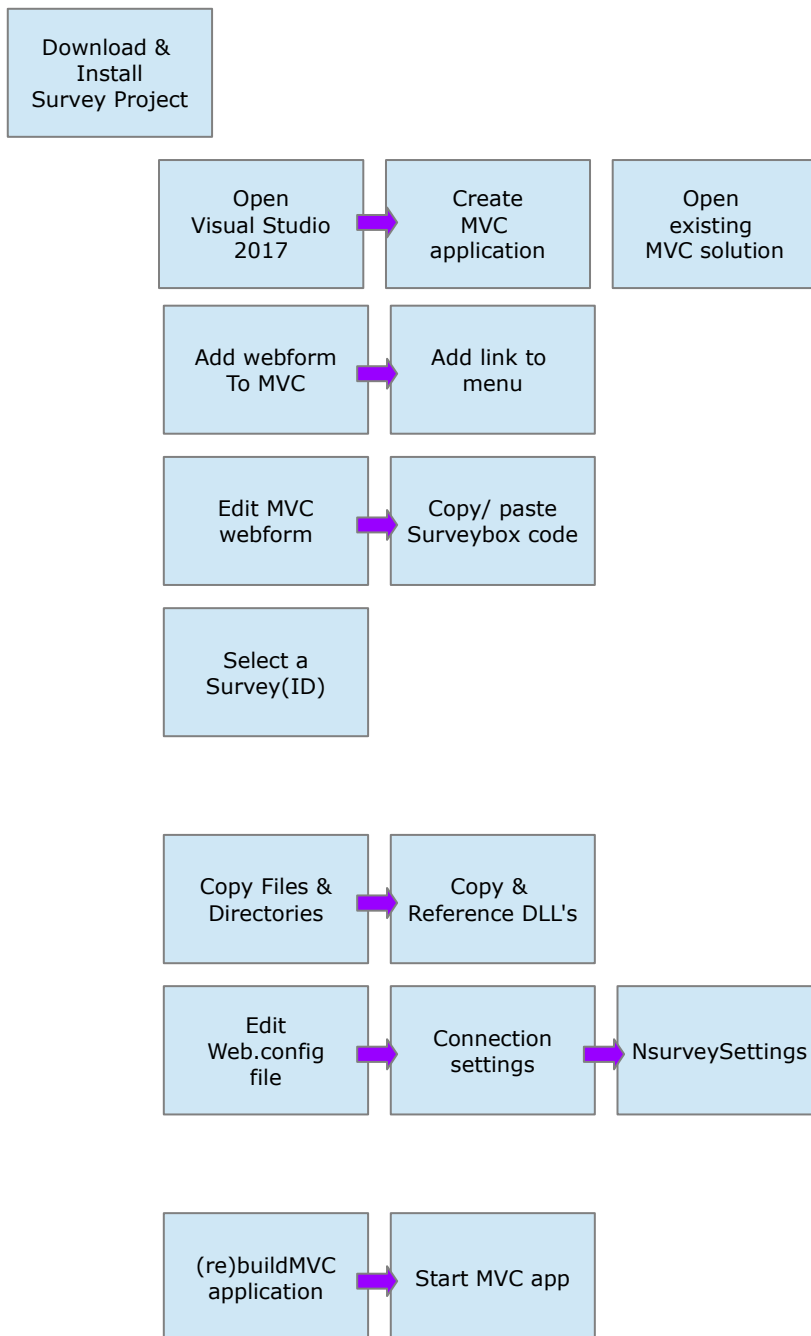 Download &
Install
Survey Project
Open
Visual Studio
2017
Create
MVC
application
Open
existing
MVC solution
Add webform
To MVC
Add link to
menu
Edit MVC
webform
Copy/ paste
Surveybox code
Select a
Survey(ID)
Copy Files &
Directories
Copy &
Reference DLL's
Edit
Web.config
file
Connection
settings
NsurveySettings
(re)buildMVC
application
Start MVC app